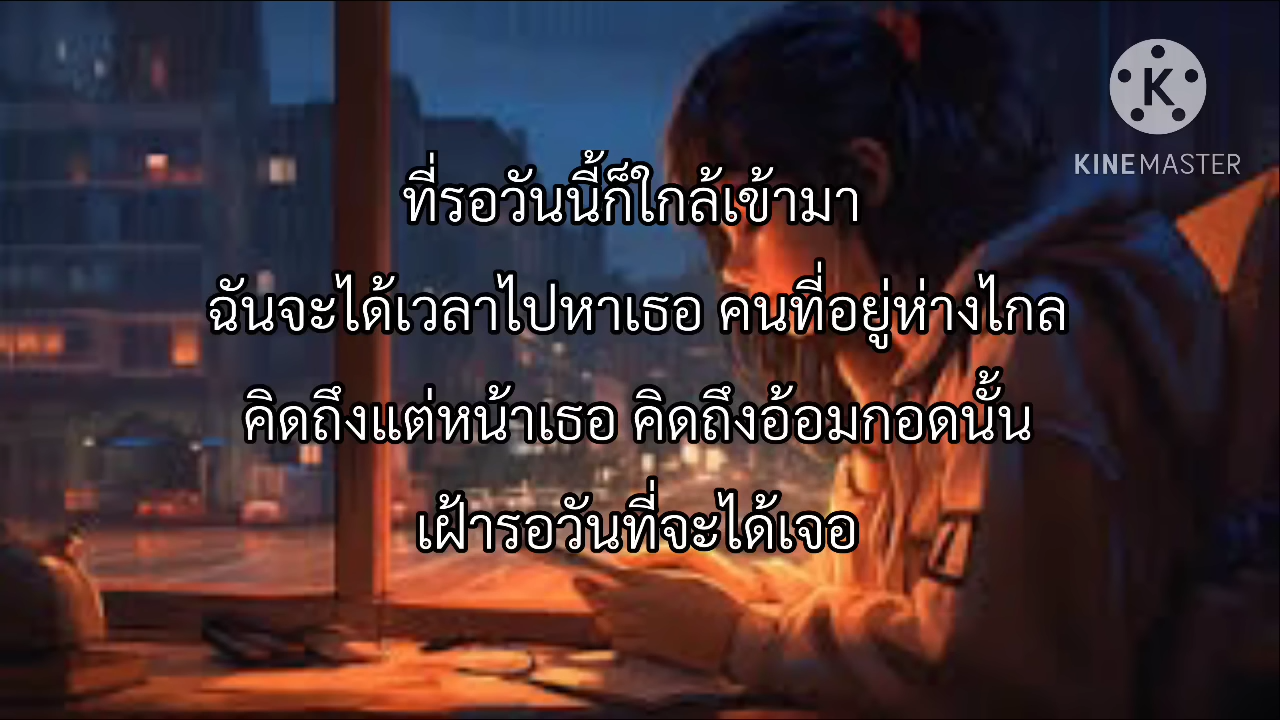 K
KINEMASTER
ที่รอวันนี้ก็ใกล้เข้ามา
ฉันจะได้เวลาไปหาเธอ คนที่อยู่ห่างไกล
คิดถึงแต่หน้าเธอ คิดถึงอ้อมกอดนั้น
เฝ้ารอวันที่จะได้เจอ